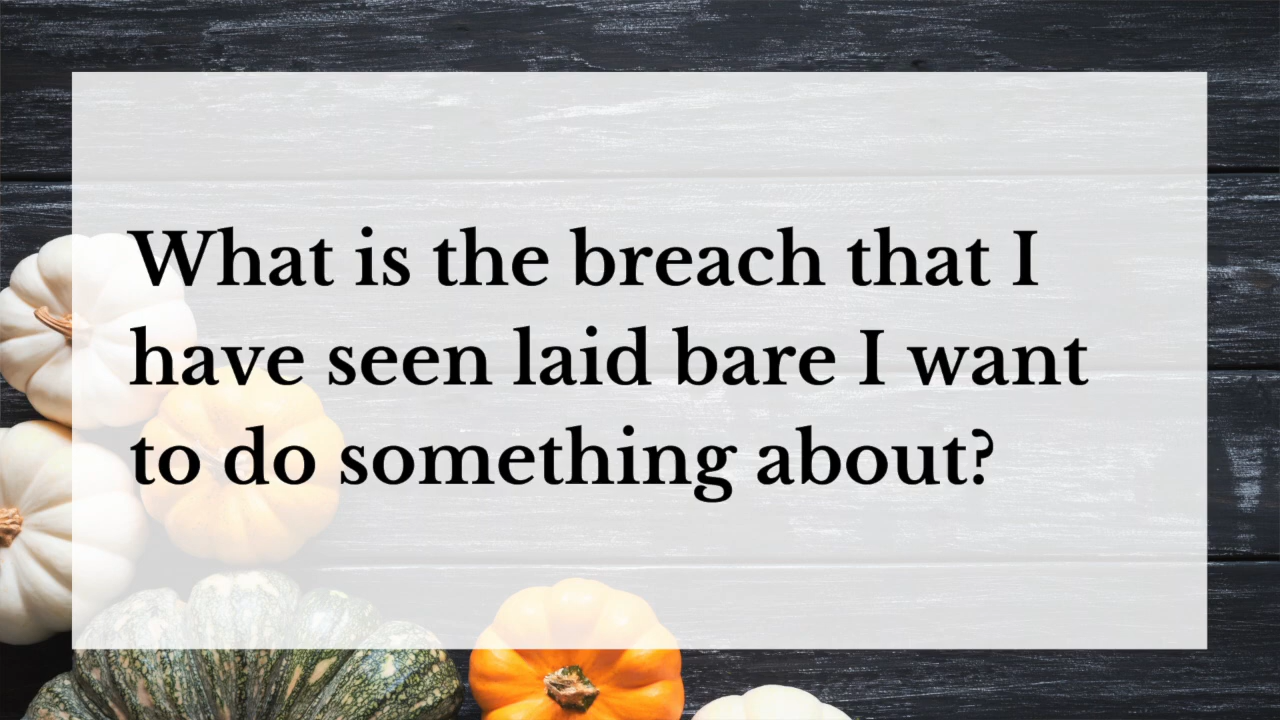 What is the breach that I
have seen laid bare I want
to do something about?